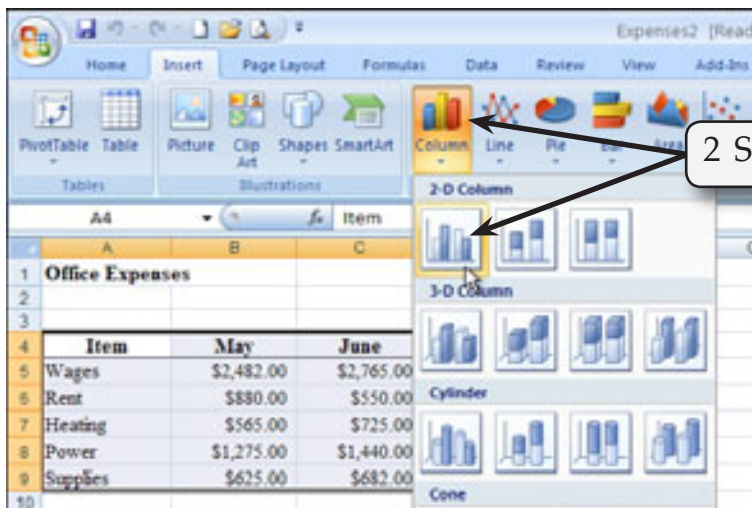 Expenses2 [Read
Home Insert Page Layout Formulas Data Review View Add-Ins
PivotTable Table Picture Clip Art Shapes SmartArt Column Line Pie Bar Area
Tables Illustrations
2 S
2-D Column
A4 fx Item
A B C
3-D Column
1 Office Expenses
2
3
4 Item May June
5 Wages $2,482.00 $2,765.00
6 Rent $880.00 $550.00
Cylinder
7 Heating $565.00 $725.00
8 Power $1,275.00 $1,440.00
9 Supplies $625.00 $682.00
10
Cone